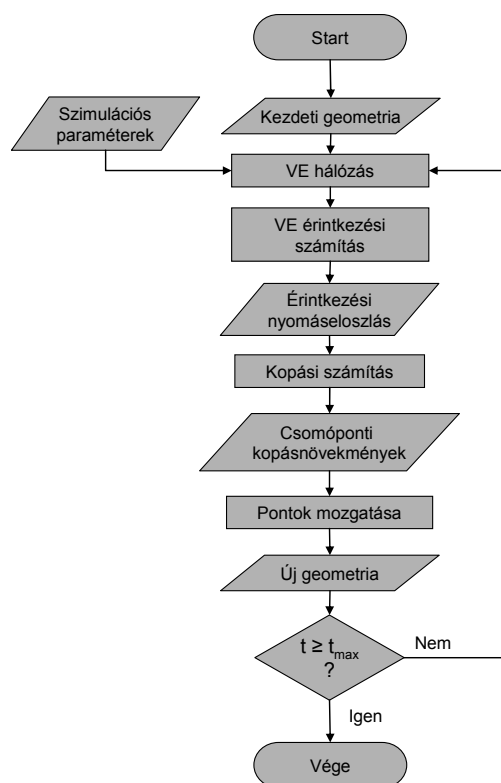 Start
Szimulációs
paraméterek
Kezdeti geometria
VE hálózás
VE érintkezési
számítás
Érintkezési
nyomáseloszlás
Kopási számítás
Csomóponti
kopásnövekmények
Pontok mozgatása
Új geometria
t ≥ tmax
?
Nem
Igen
Vége